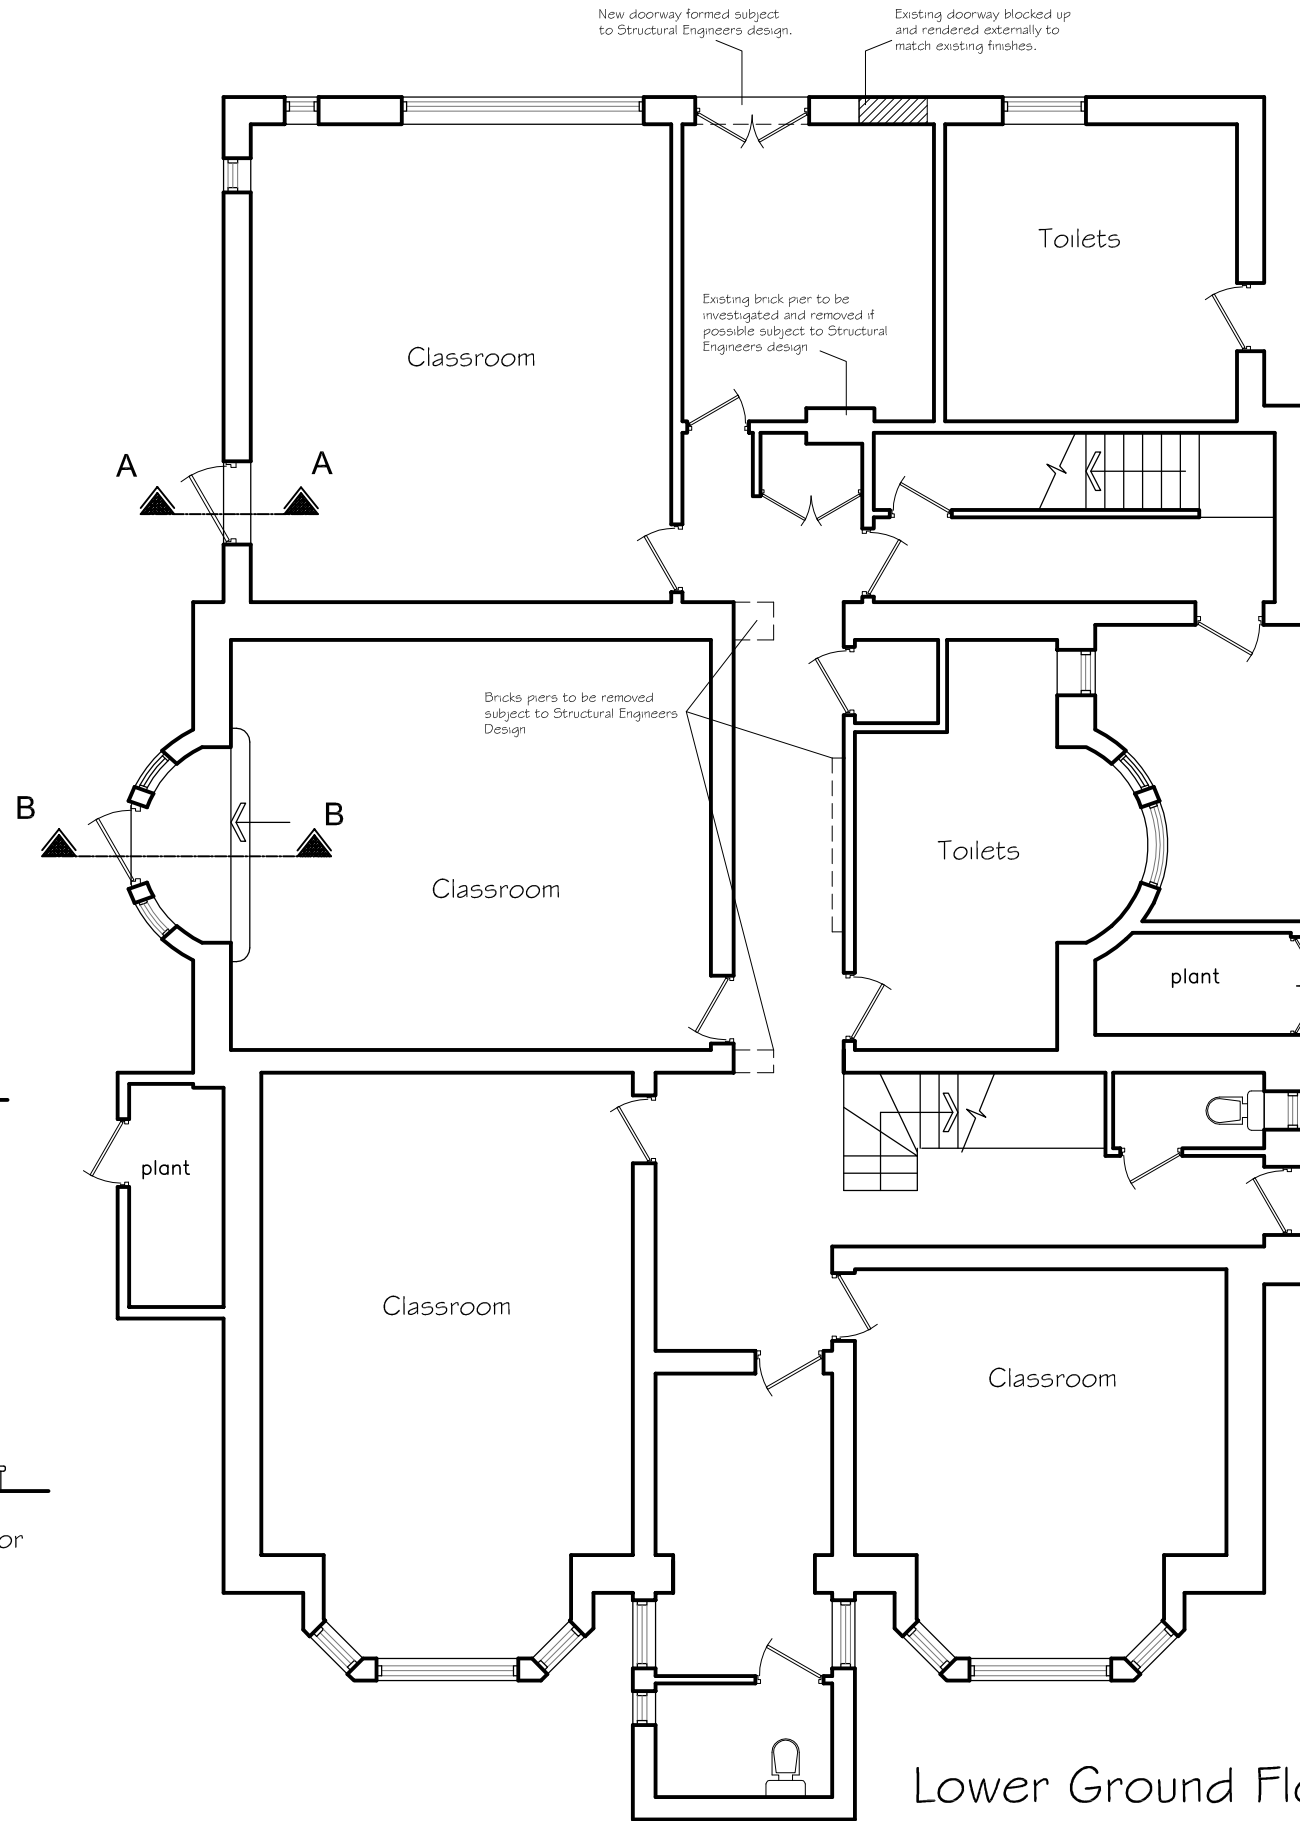 New doorway formed subject
to Structural Engineers design.
Existing doorway blocked up
and rendered externally to
match existing finishes.
Toilets
Existing brick pier to be
investigated and removed if
possible subject to Structural
Engineers design
Classroom
A
A
Bricks piers to be removed
subject to Structural Engineers
Design
B
B
Toilets
Classroom
plant
plant
Classroom
Classroom
or
Lower Ground Flo